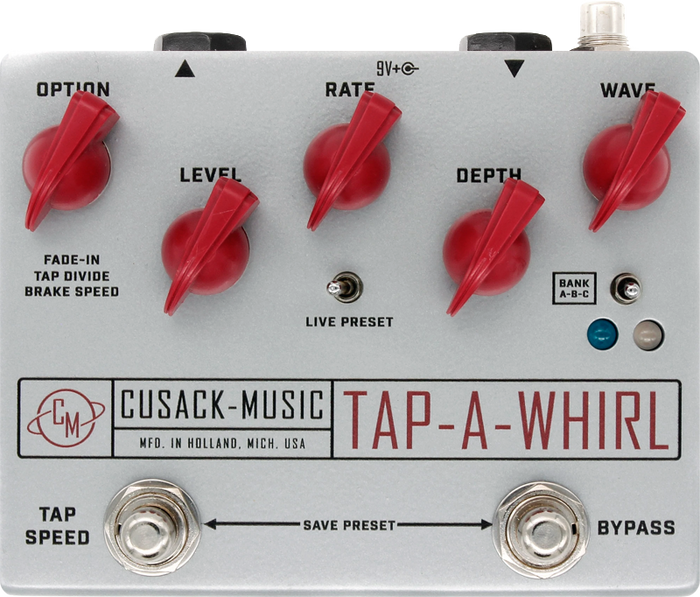 9V+
OPTION
RATE
WAVE
LEVEL
DEPTH
FADE-IN
TAP DIVIDE
BRAKE SPEED
BANK
A-B-C
LIVE PRESET
CM
CUSACK-MUSIC
MFD. IN HOLLAND, MICH. USA
TAP-A-WHIRL
TAP
SPEED
SAVE PRESET
BYPASS